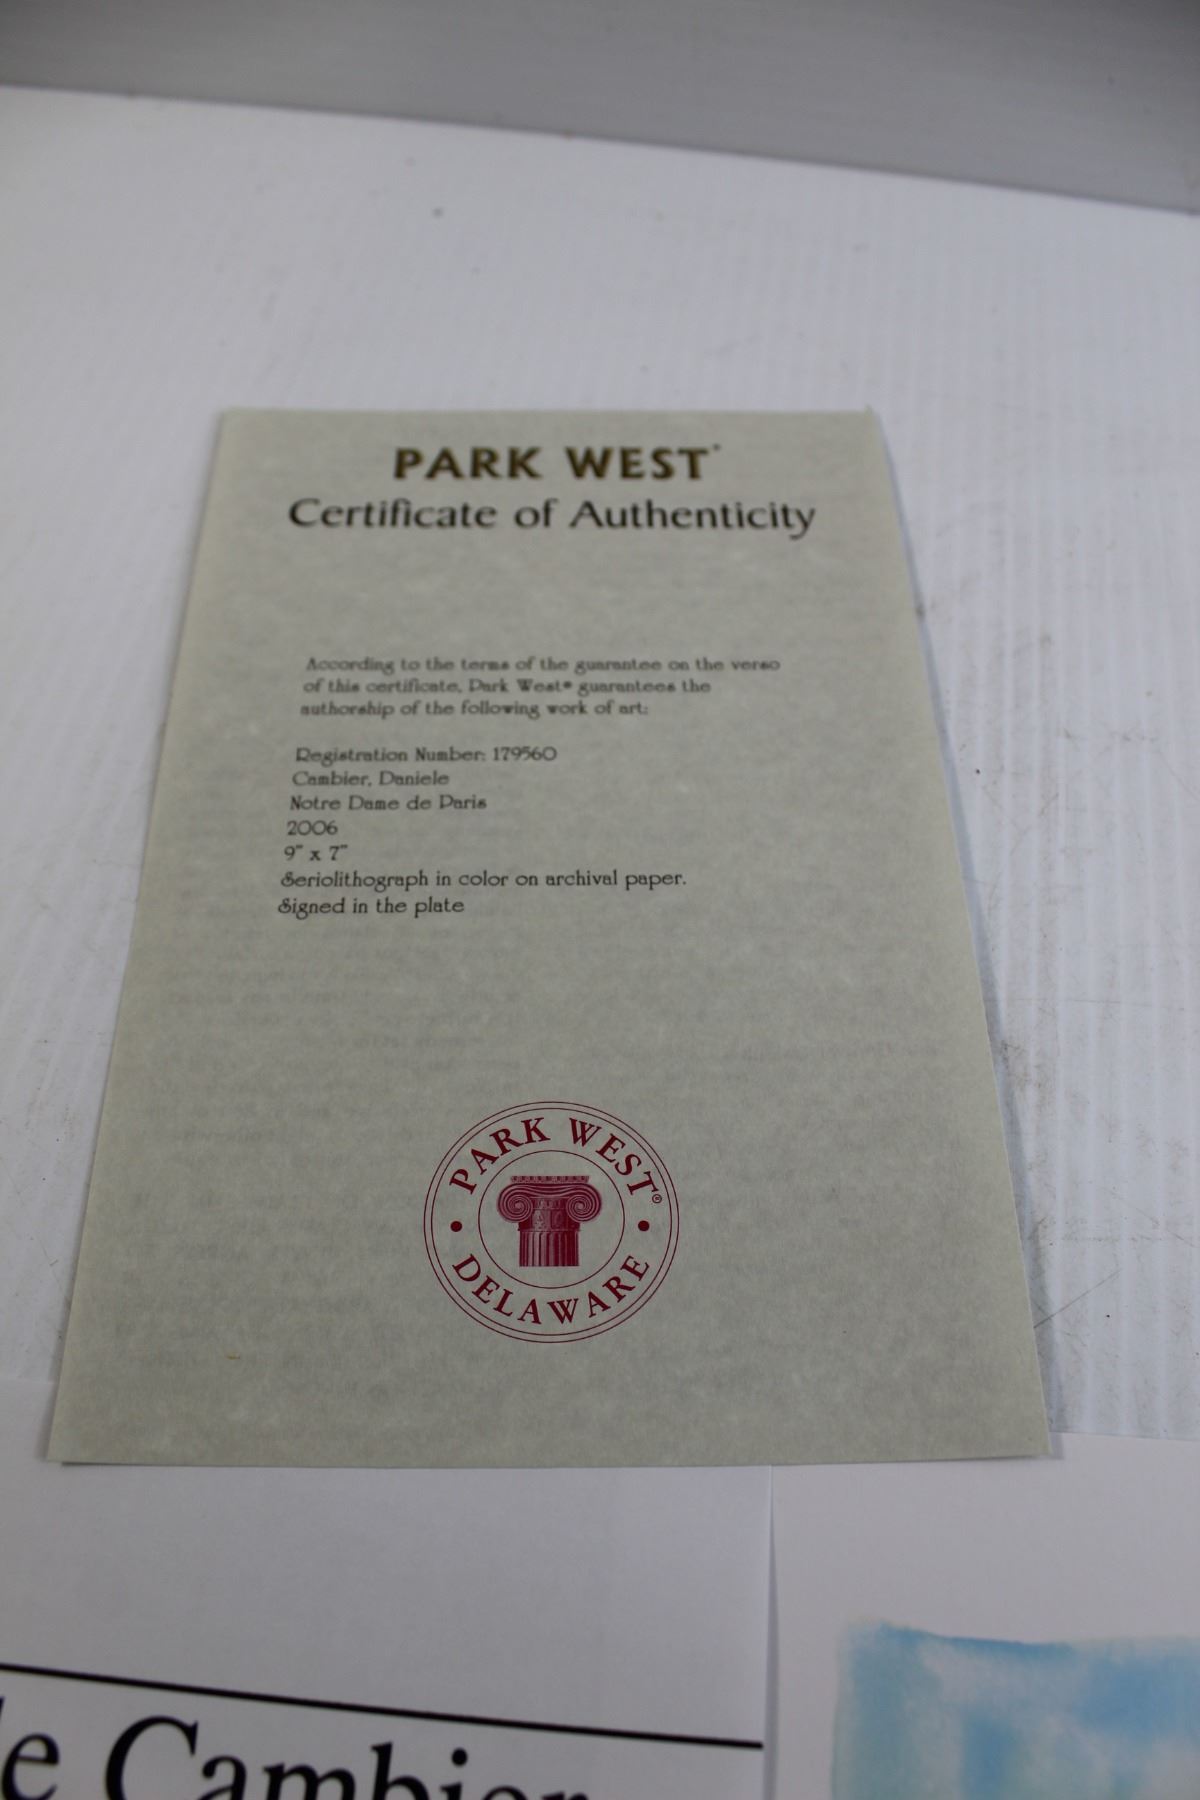 PARK WEST®
Certificate of Authenticity
According to the terms of the guarantee on the verso
of this certificate, Park West® guarantees the
authorship of the following work of art:
Registration Number: 179560
Cambier, Daniele
Notre Dame de Paris
2006
9" x 7"
Seriolithograph in color on archival paper.
Signed in the plate
PARK WEST®
DELAWARE
le Cambier